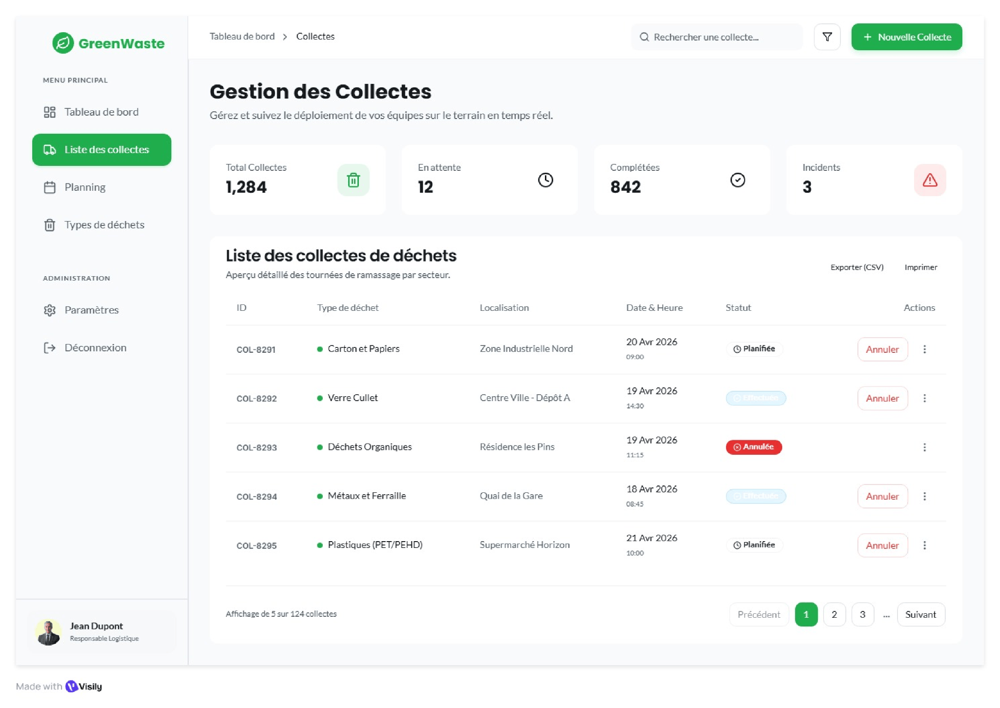 GreenWaste
MENU PRINCIPAL
Tableau de bord
Liste des collectes
Planning
Types de déchets
ADMINISTRATION
Paramètres
Déconnexion
Jean Dupont
Responsable Logistique
Tableau de bord > Collectes
Rechercher une collecte...
+ Nouvelle Collecte
Gestion des Collectes
Gérez et suivez le déploiement de vos équipes sur le terrain en temps réel.
Total Collectes
1,284
En attente
12
Complétées
842
Incidents
3
Liste des collectes de déchets
Aperçu détaillé des tournées de ramassage par secteur.
Exporter (CSV) Imprimer
ID Type de déchet Localisation Date & Heure Statut Actions
COL-8291 Carton et Papiers Zone Industrielle Nord 20 Avr 2026 Planifiée Annuler
09:00
COL-8292 Verre Cullet Centre Ville - Dépôt A 19 Avr 2026 Effectuée Annuler
14:30
COL-8293 Déchets Organiques Résidence les Pins 19 Avr 2026 Annulée
11:15
COL-8294 Métaux et Ferraille Quai de la Gare 18 Avr 2026 Effectuée Annuler
08:45
COL-8295 Plastiques (PET/PEHD) Supermarché Horizon 21 Avr 2026 Planifiée Annuler
10:00
Affichage de 5 sur 124 collectes
Précédent 1 2 3 ... Suivant
Made with Visily